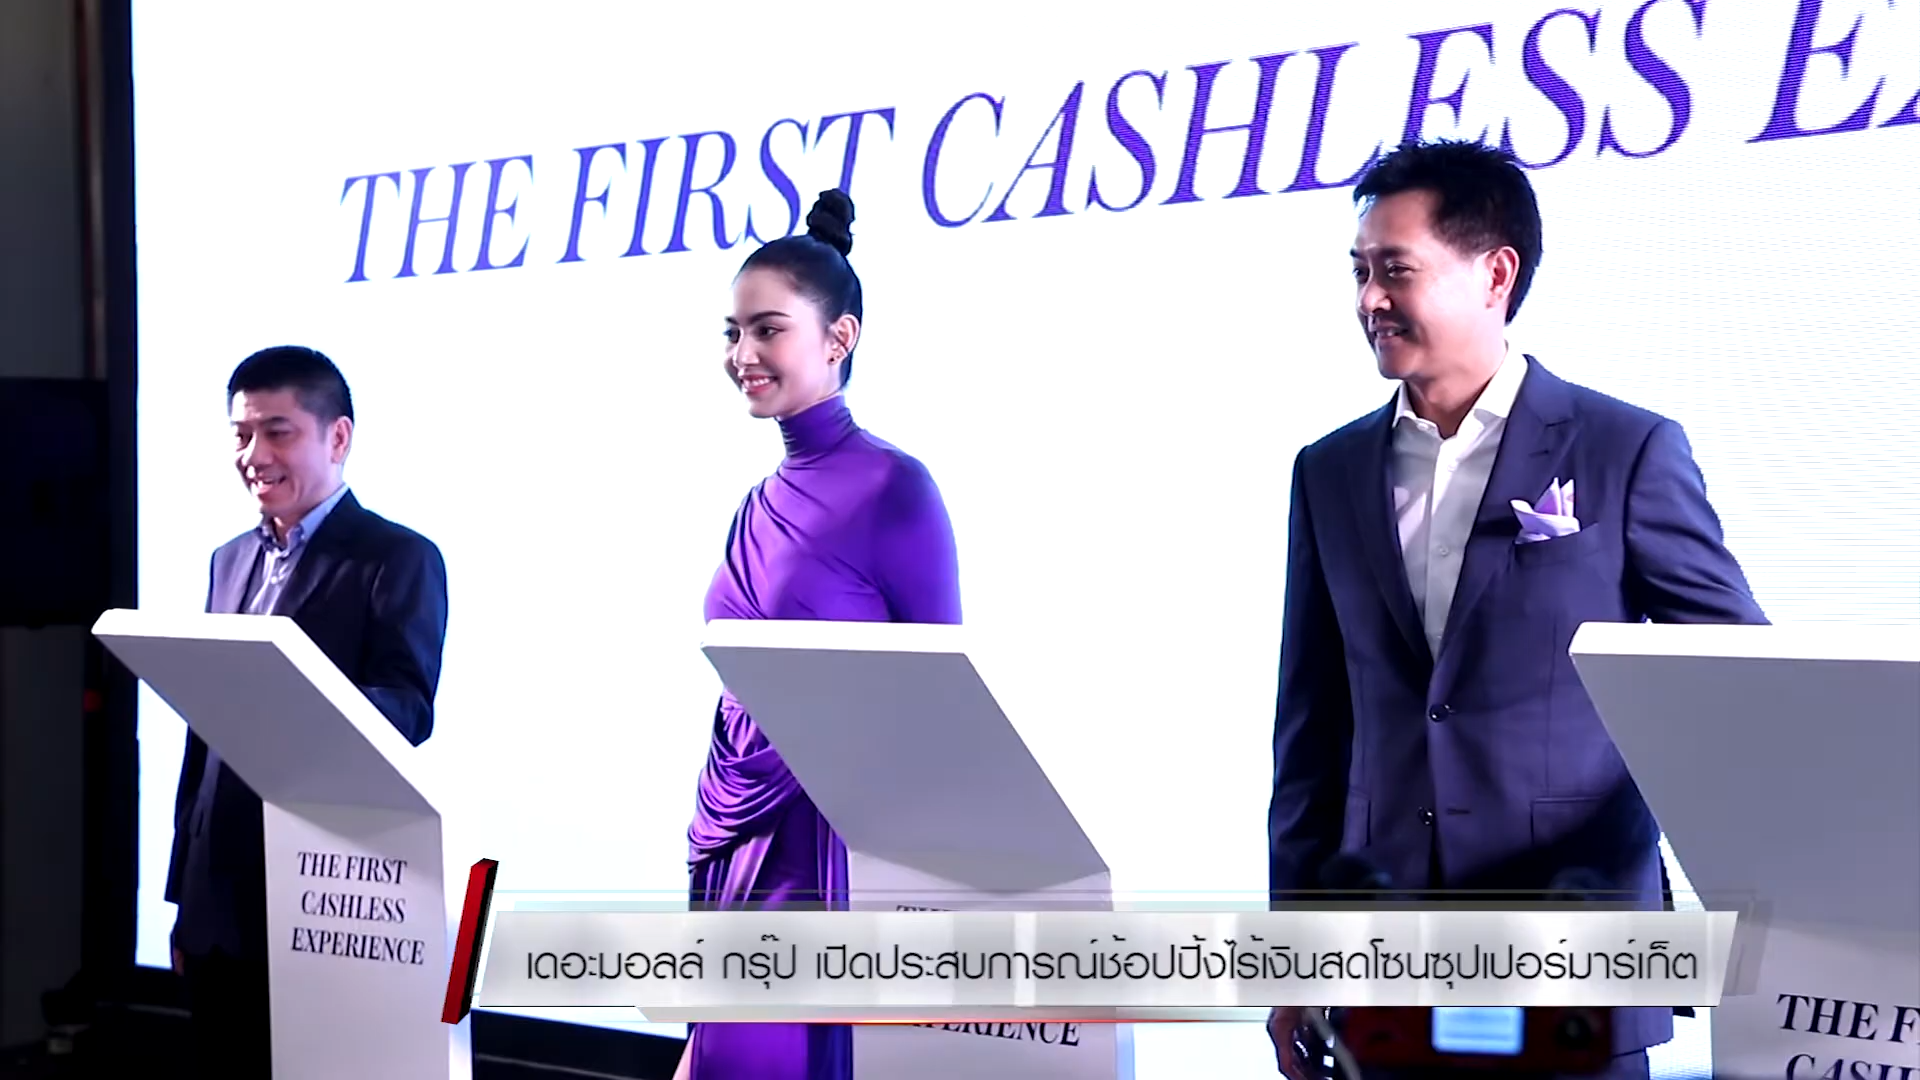 THE FIRST CASHLESS
THE FIRST
CASHLESS
EXPERIENCE
เดอะมอลล์ กรุ๊ป เปิดประสบการณ์ช้อปปิ้งไร้เงินสดโซนซุปเปอร์มาร์เก็ต
THE
CASH